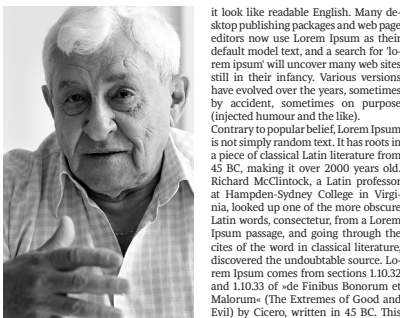 it look like readable English. Many de-
sktop publishing packages and web page
editors now use Lorem Ipsum as their
default model text, and a search for 'lo-
rem ipsum' will uncover many web sites
still in their infancy. Various versions
have evolved over the years, sometimes
by accident, sometimes on purpose
(injected humour and the like).
Contrary to popular belief, Lorem Ipsum
is not simply random text. It has roots in
a piece of classical Latin literature from
45 BC, making it over 2000 years old.
Richard McClintock, a Latin professor
at Hampden-Sydney College in Virgi-
nia, looked up one of the more obscure
Latin words, consectetur, from a Lorem
Ipsum passage, and going through the
cites of the word in classical literature,
discovered the undoubtable source. Lo-
rem Ipsum comes from sections 1.10.32
and 1.10.33 of »de Finibus Bonorum et
Malorum« (The Extremes of Good and
Evil) by Cicero, written in 45 BC. This